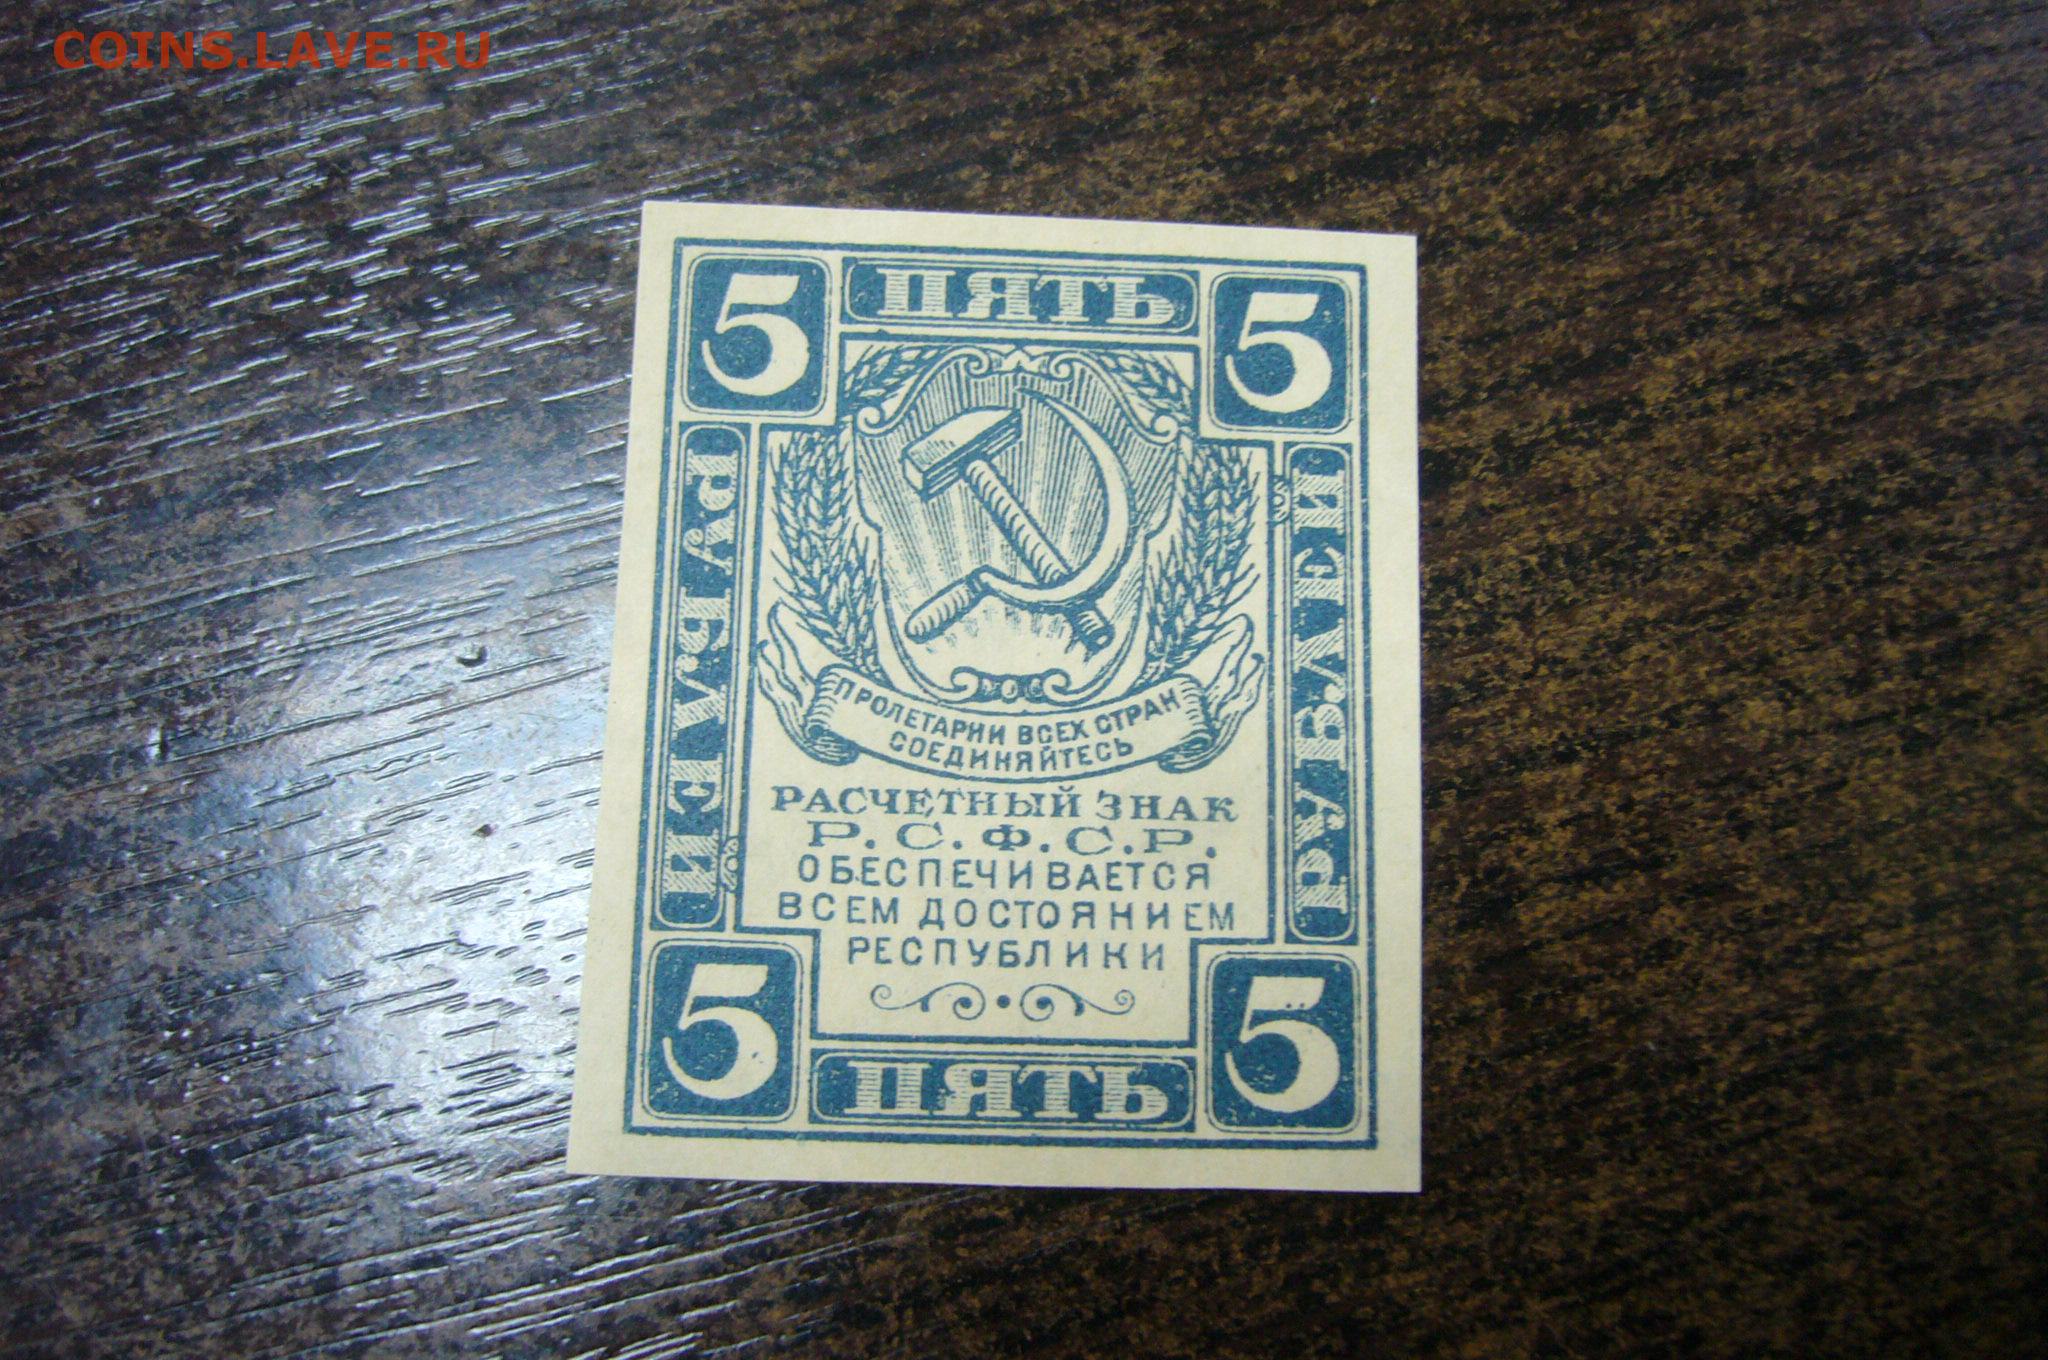 COINS.LAVE.RU
5 ПЯТЬ 5
РУБЛЕЙ
РУБЛЕЙ
ПРОЛЕТАРИИ ВСЕХ СТРАН
СОЕДИНЯЙТЕСЬ
РАСЧЕТНЫЙ ЗНАК
Р.С.Ф.С.Р.
ОБЕСПЕЧИВАЕТСЯ
ВСЕМ ДОСТОЯНИЕМ
РЕСПУБЛИКИ
5 ПЯТЬ 5